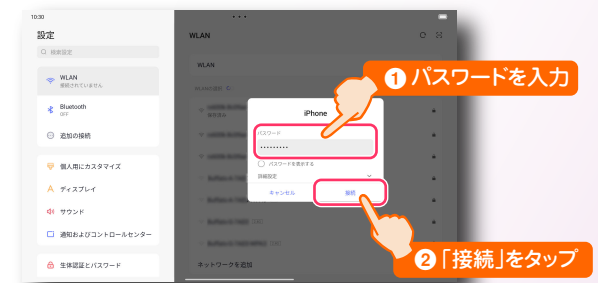 10:30
設定
WLAN
検索設定
WLAN
接続されていません
Bluetooth
OFF
追加の接続
個人用にカスタマイズ
ディスプレイ
サウンド
通知およびコントロールセンター
生体認証とパスワード
WLAN
iPhone
パスワード
パスワードを表示する
詳細設定
キャンセル
接続
ネットワークを追加
1 パスワードを入力
2 「接続」をタップ